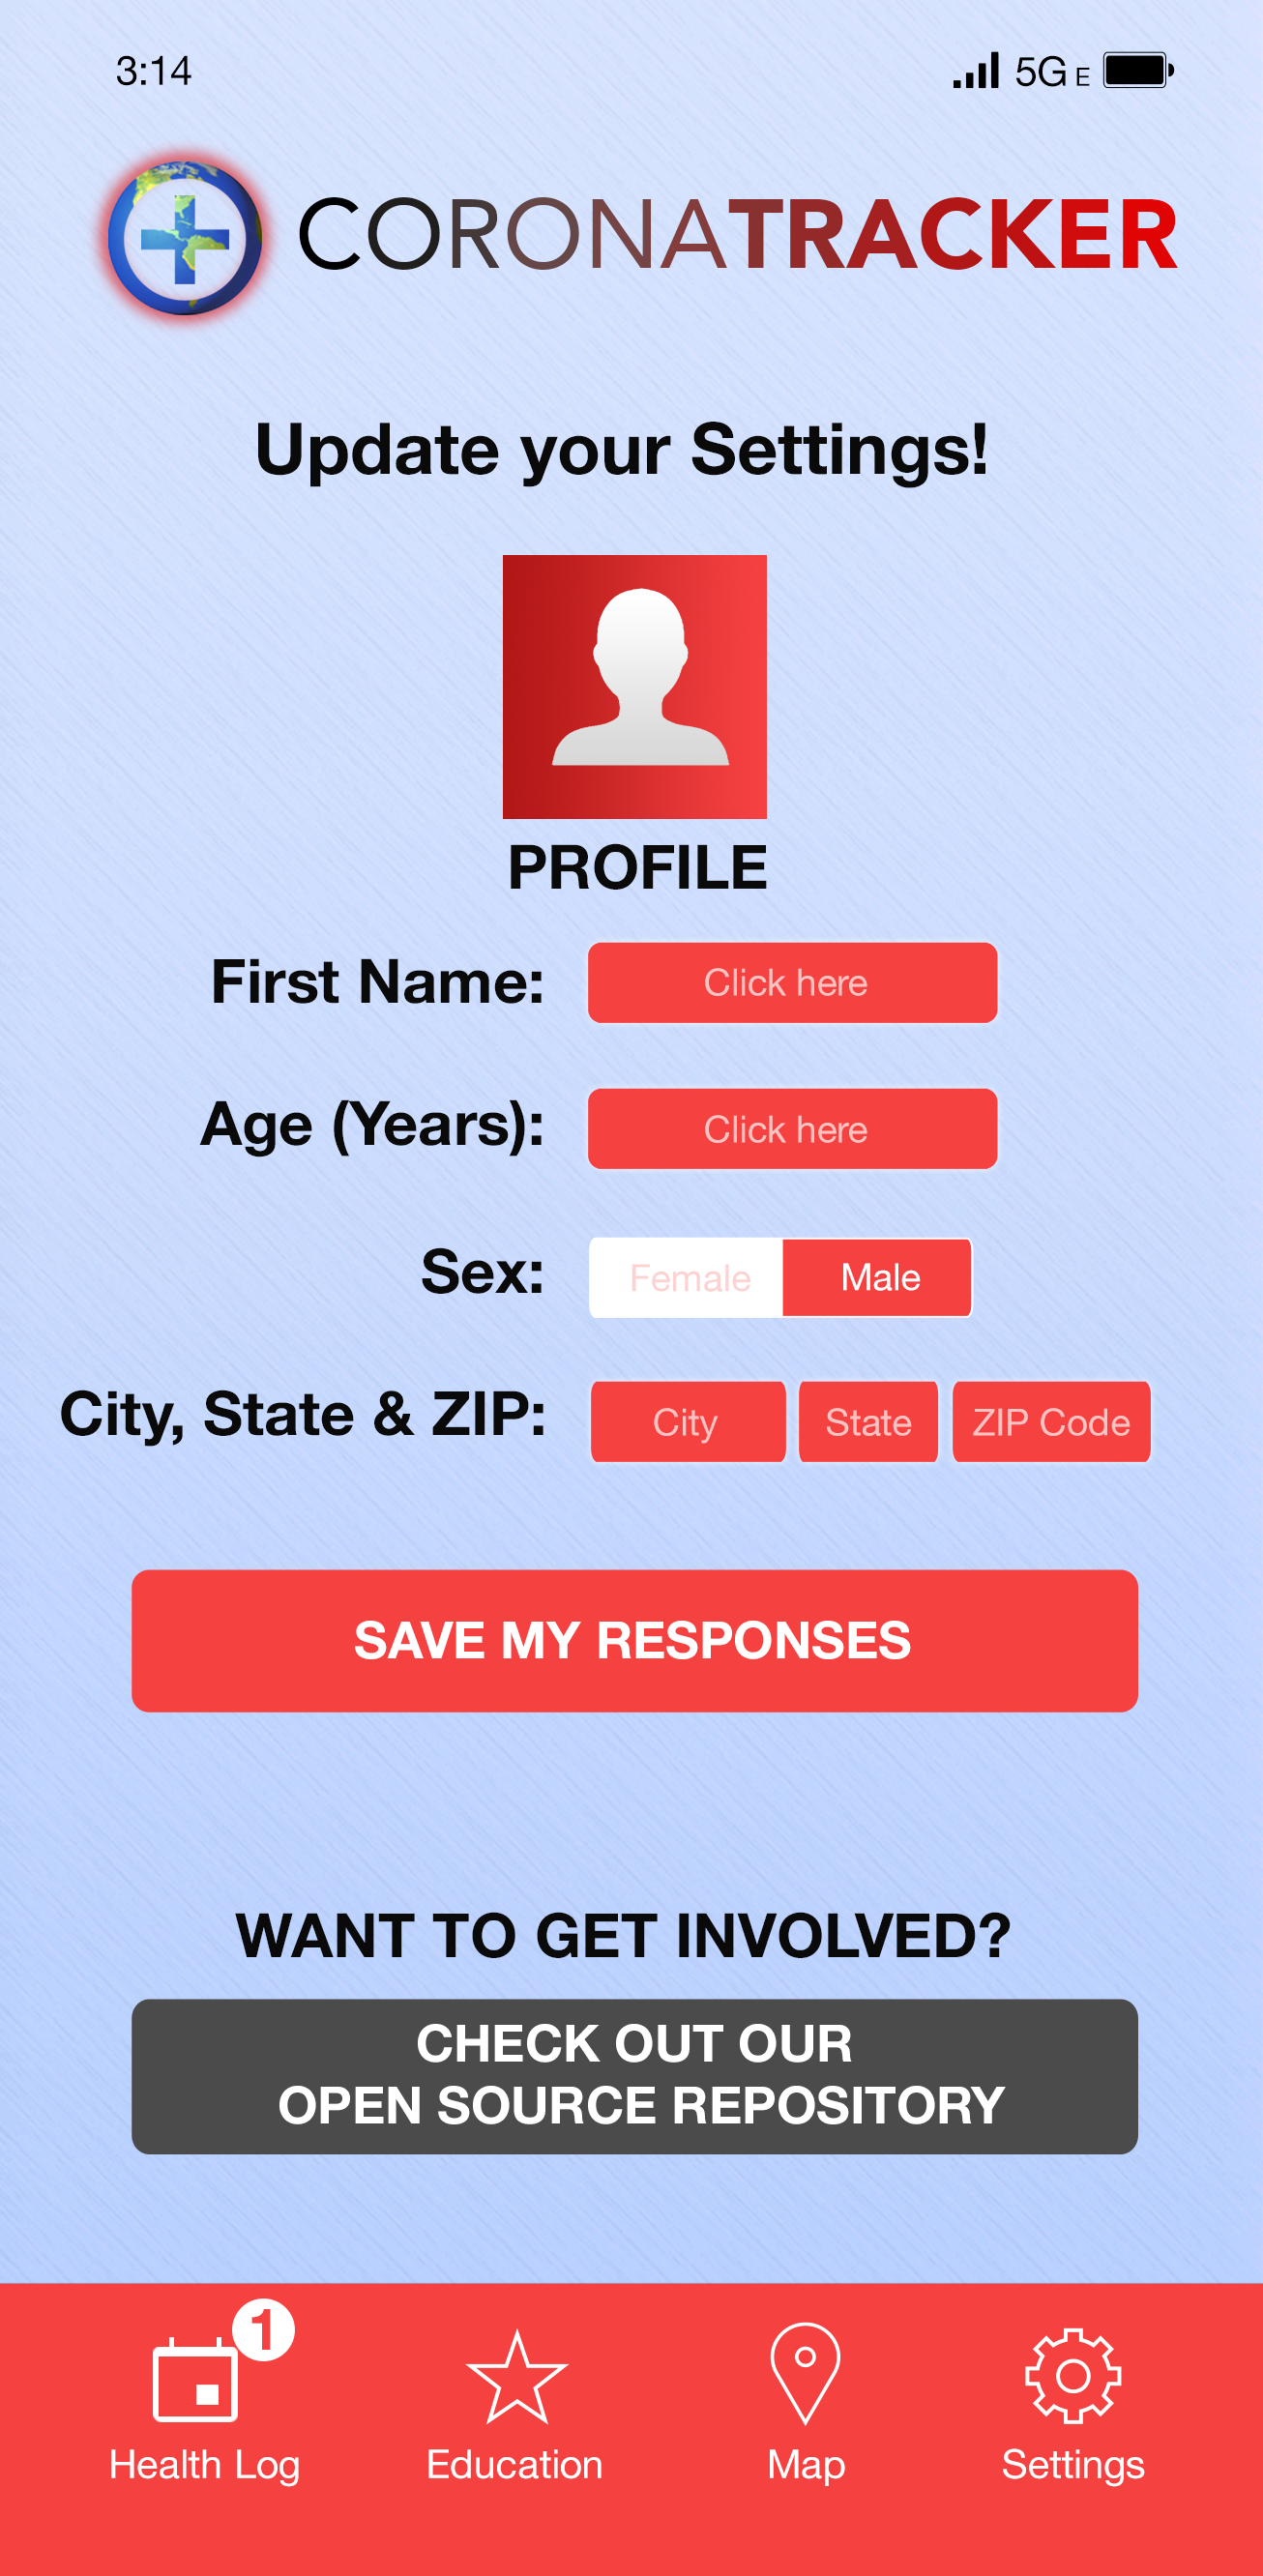 3:14 5G E
CORONATRACKER
Update your Settings!
PROFILE
First Name: Click here
Age (Years): Click here
Sex: Female Male
City, State & ZIP: City State ZIP Code
SAVE MY RESPONSES
WANT TO GET INVOLVED?
CHECK OUT OUR
OPEN SOURCE REPOSITORY
1
Health Log Education Map Settings